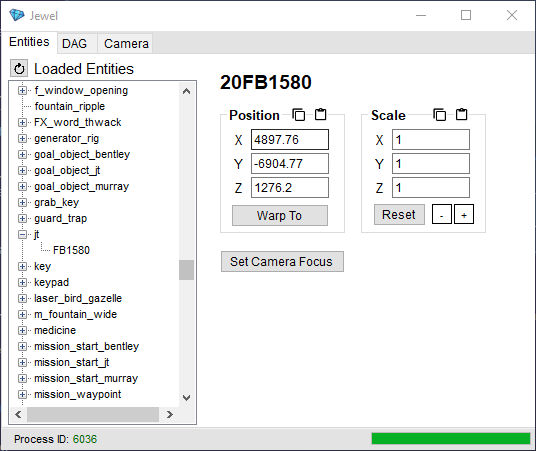 Jewel
Entities DAG Camera
Loaded Entities
f_window_opening
fountain_ripple
FX_word_thwack
generator_rig
goal_object_bentley
goal_object_jt
goal_object_murray
grab_key
guard_trap
jt
FB1580
key
keypad
laser_bird_gazelle
m_fountain_wide
medicine
mission_start_bentley
mission_start_jt
mission_start_murray
mission_waypoint
20FB1580
Position
X 4897.76
Y -6904.77
Z 1276.2
Warp To
Scale
X 1
Y 1
Z 1
Reset - +
Set Camera Focus
Process ID: 6036